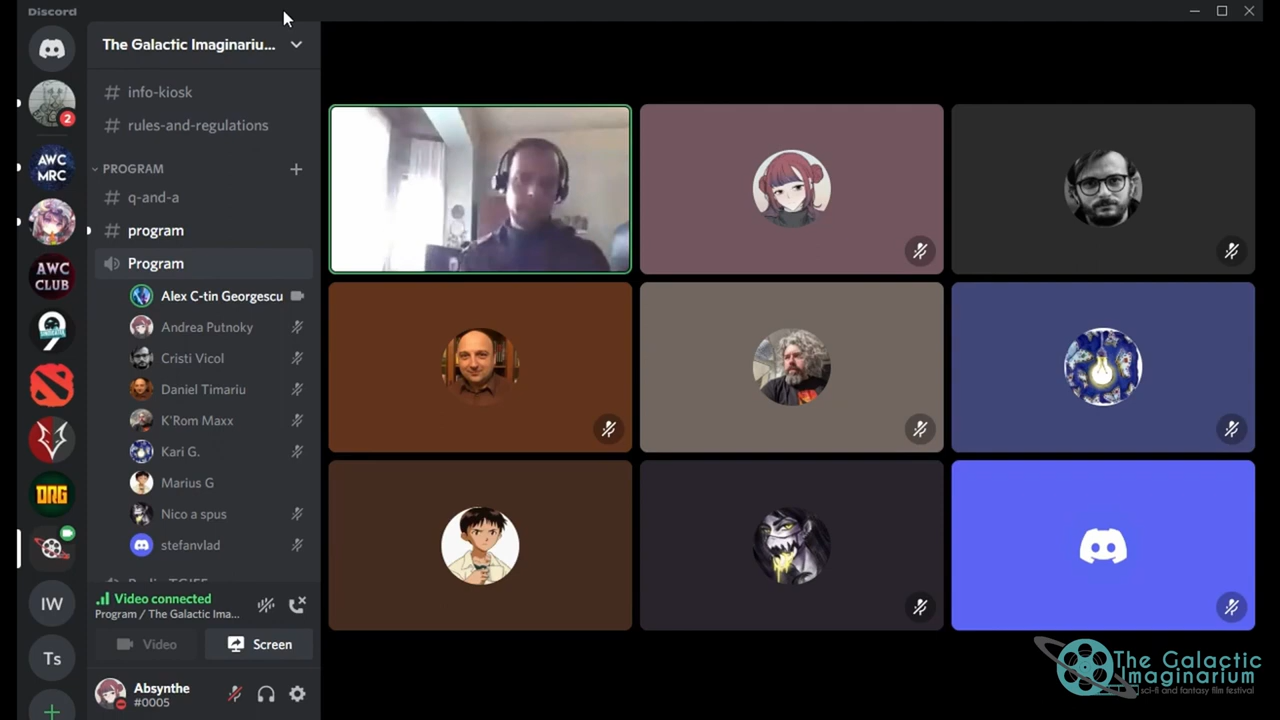 Discord
The Galactic Imaginariu...
# info-kiosk
# rules-and-regulations
2
AWC
MRC
PROGRAM
# q-and-a
# program
AWC
CLUB
Program
Alex C-tin Georgescu
Andrea Putnoky
Cristi Vicol
Daniel Timariu
K'Rom Maxx
Kari G.
Marius G
DRG
Nico a spus
stefanvlad
IW
Video connected
Program / The Galactic Ima...
Video
Screen
Ts
Absynthe
#0005
The Galactic
Imaginarium
sci-fi and fantasy film festival